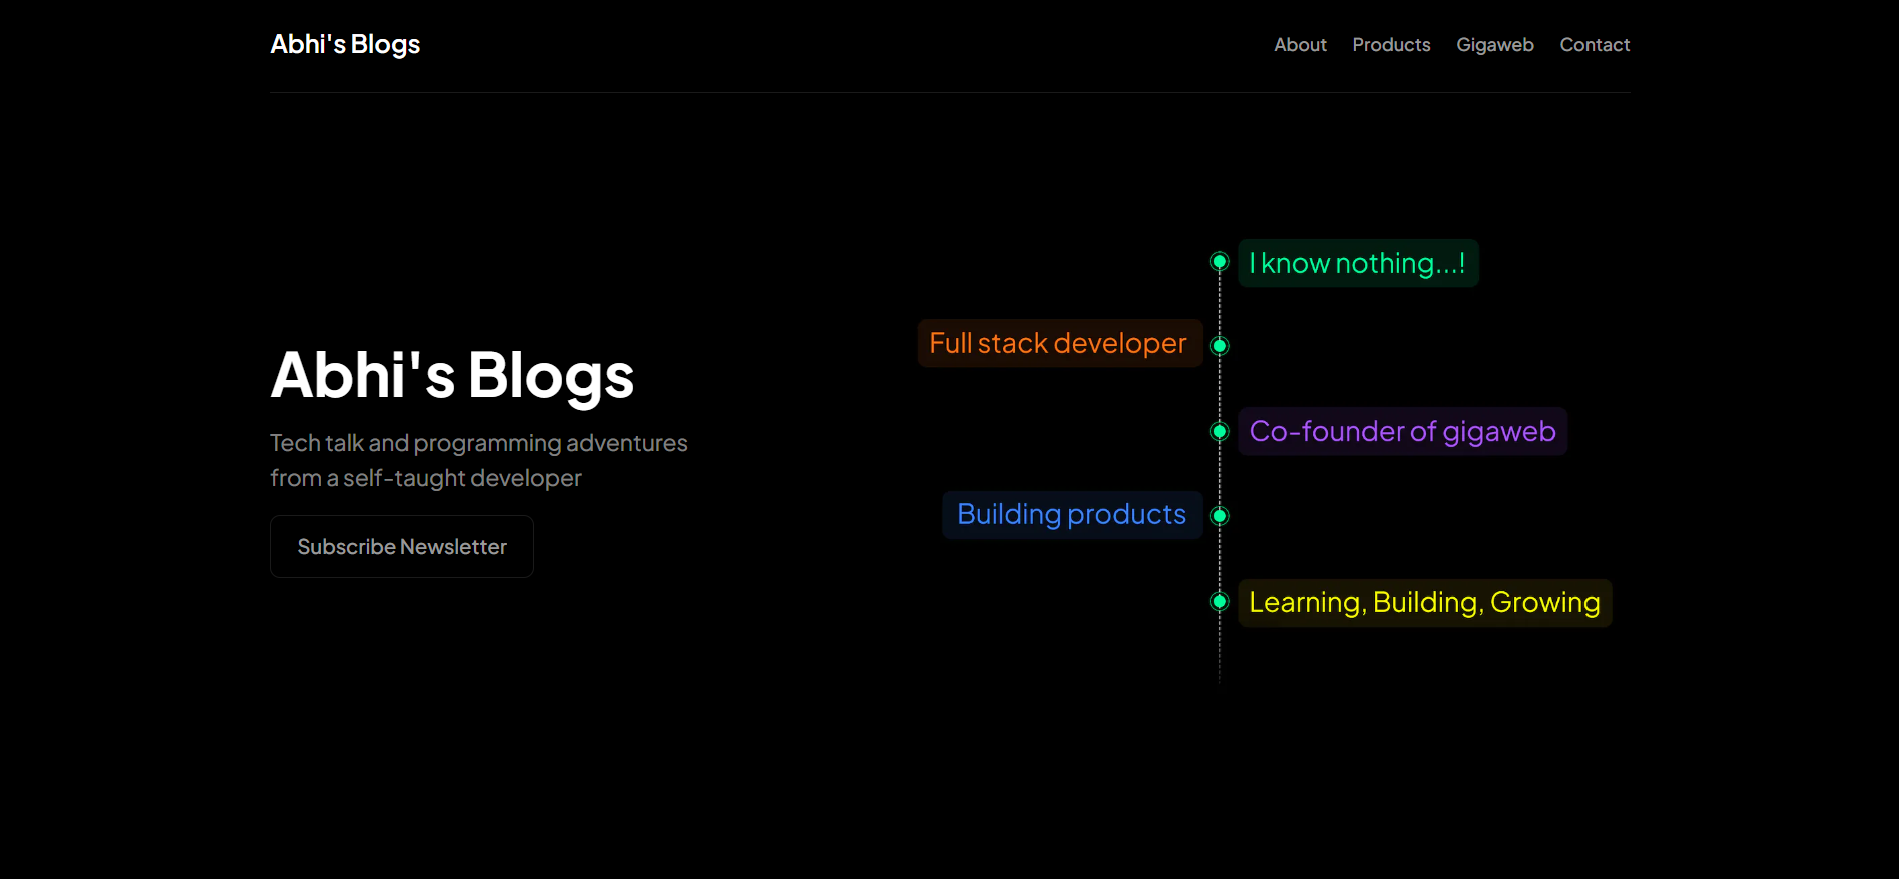 Abhi's Blogs
About Products Gigaweb Contact
Abhi's Blogs
Tech talk and programming adventures
from a self-taught developer
Subscribe Newsletter
I know nothing...!
Full stack developer
Co-founder of gigaweb
Building products
Learning, Building, Growing